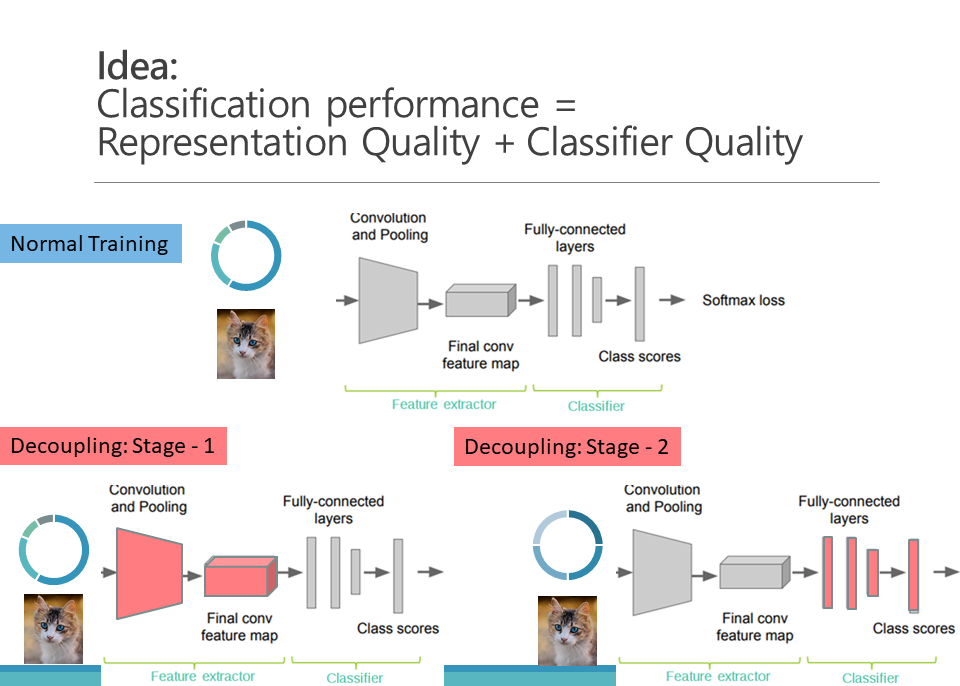 Idea:
Classification performance =
Representation Quality + Classifier Quality
Normal Training
Convolution
and Pooling
Fully-connected
layers
Softmax loss
Final conv
feature map
Class scores
Feature extractor
Classifier
Decoupling: Stage - 1
Decoupling: Stage - 2
Convolution
and Pooling
Fully-connected
layers
Final conv
feature map
Class scores
Feature extractor
Classifier
Convolution
and Pooling
Fully-connected
layers
Final conv
feature map
Class scores
Feature extractor
Classifier